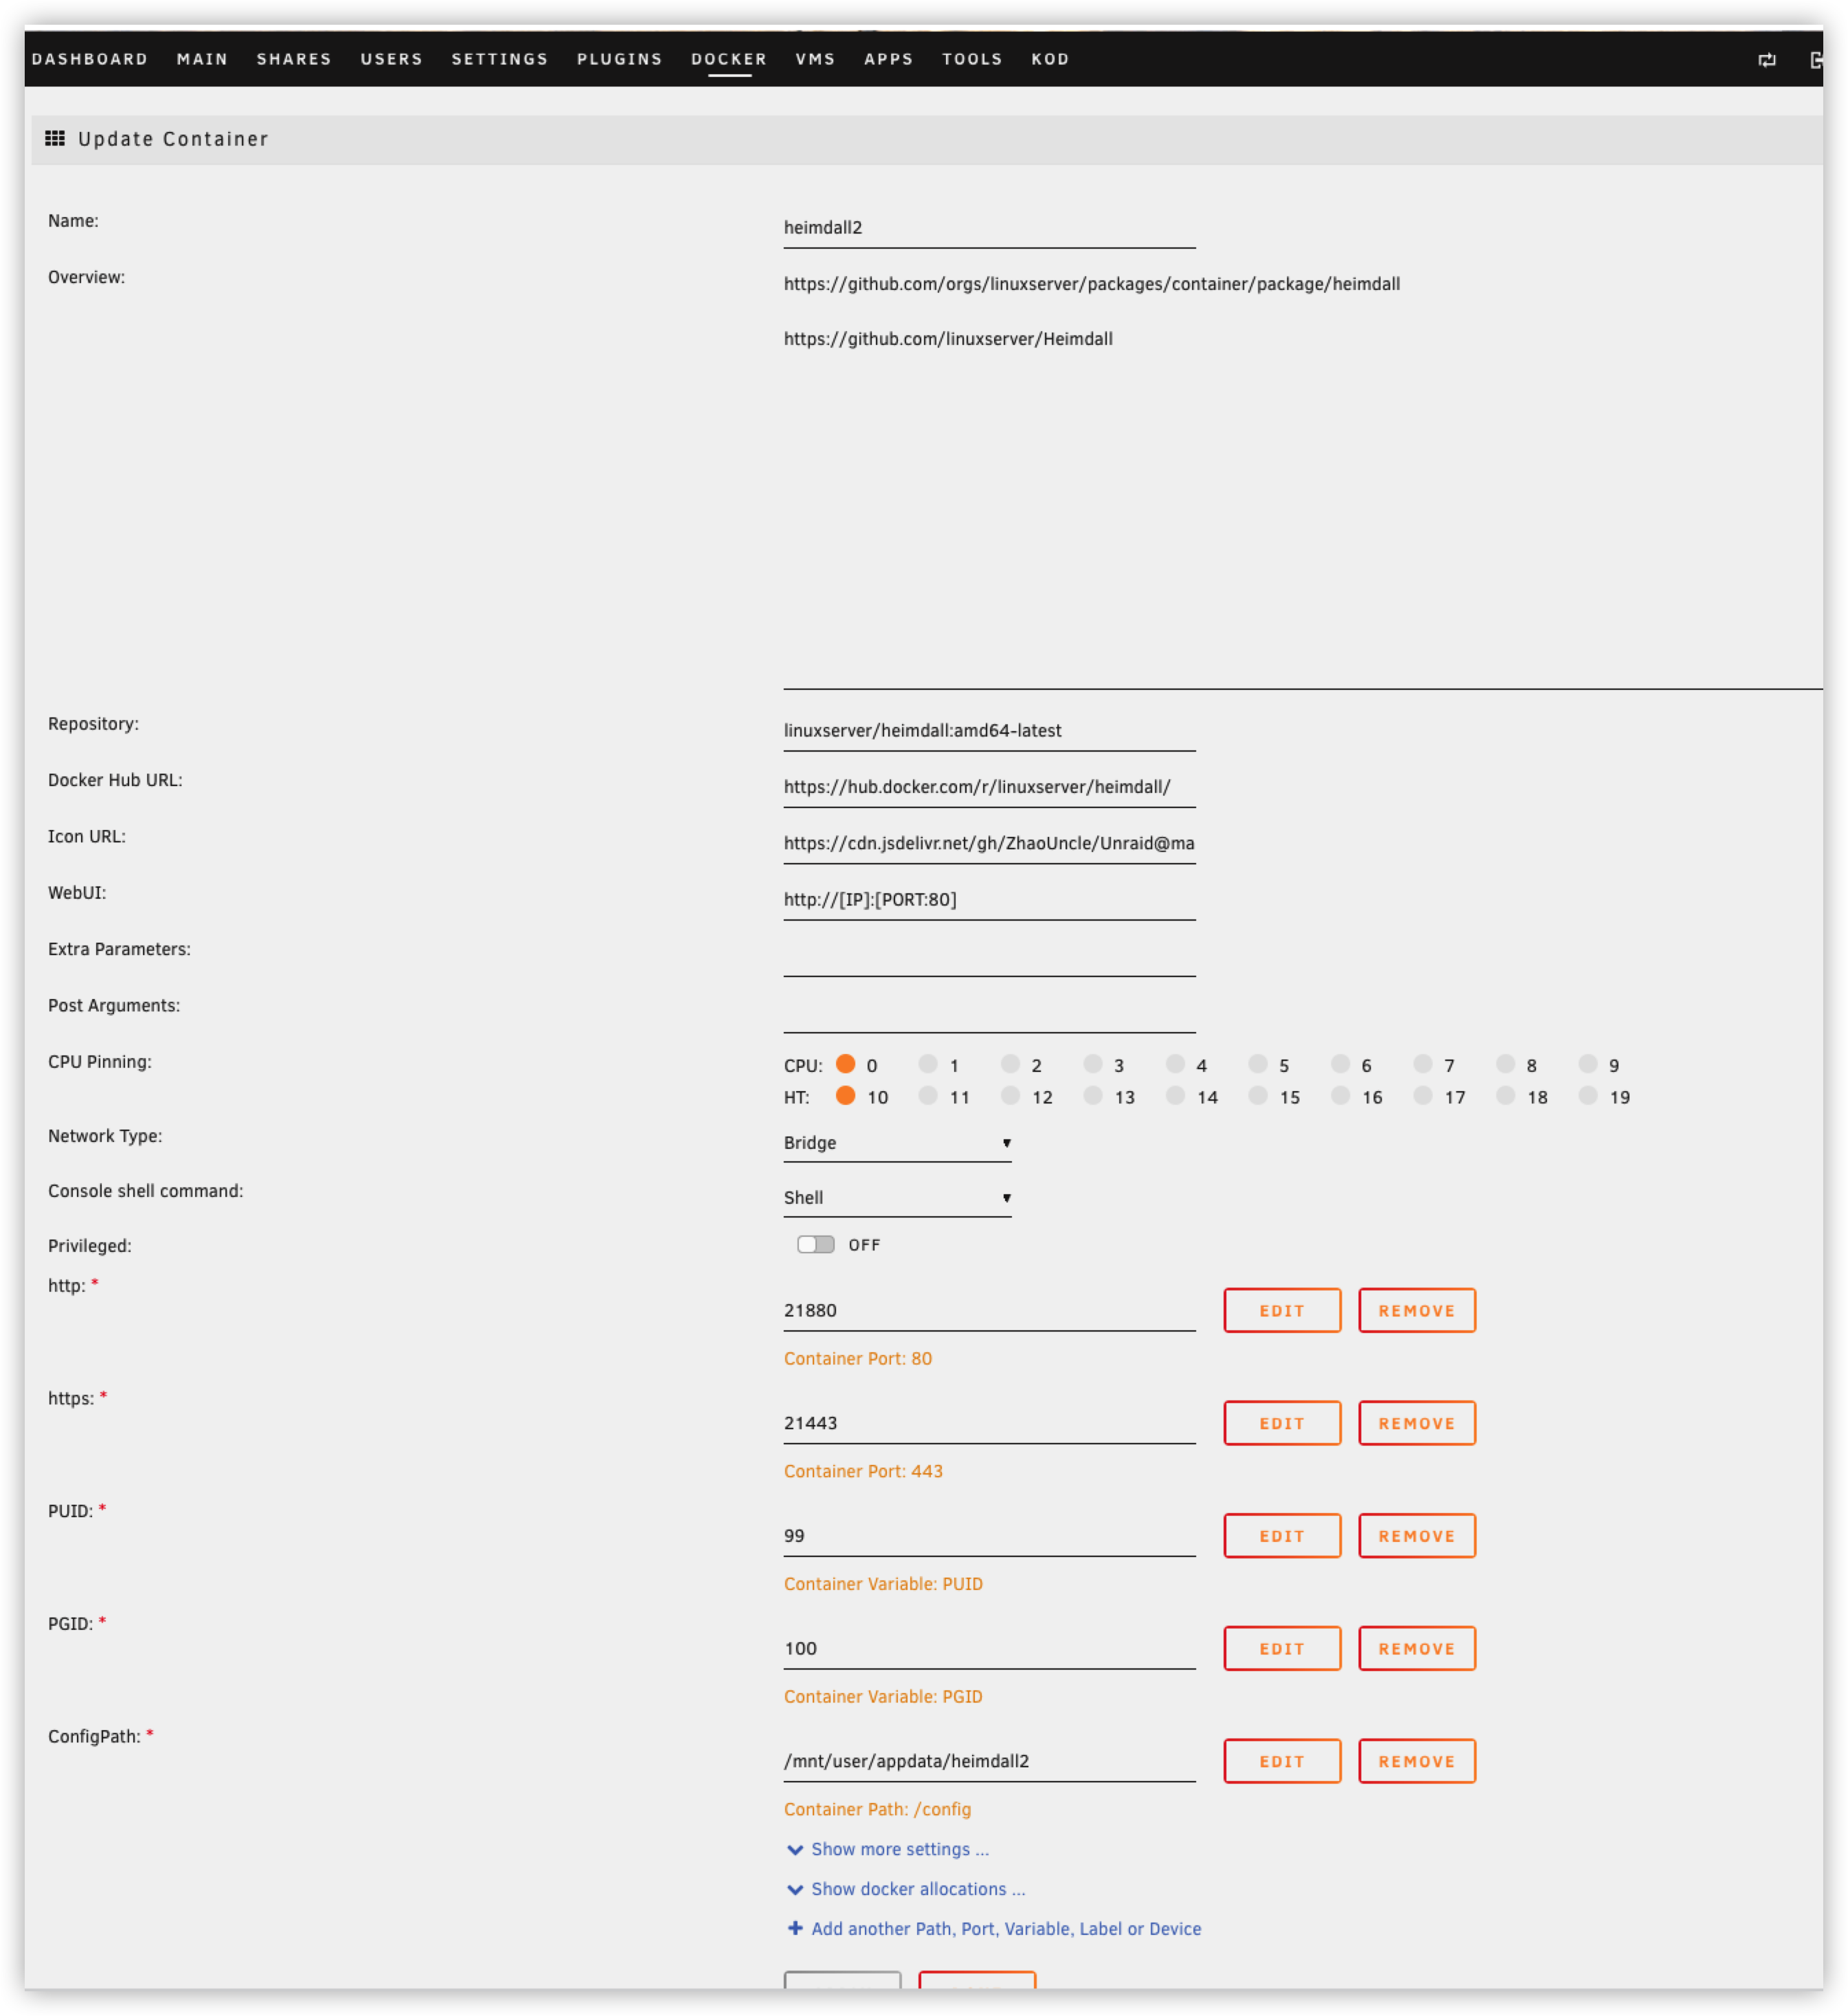 DASHBOARD MAIN SHARES USERS SETTINGS PLUGINS DOCKER VMS APPS TOOLS KOD
Update Container
Name:
heimdall2
Overview:
https://github.com/orgs/linuxserver/packages/container/package/heimdall
https://github.com/linuxserver/Heimdall
Repository:
linuxserver/heimdall:amd64-latest
Docker Hub URL:
https://hub.docker.com/r/linuxserver/heimdall/
Icon URL:
https://cdn.jsdelivr.net/gh/ZhaoUncle/Unraid@ma
WebUI:
http://[IP]:[PORT:80]
Extra Parameters:
Post Arguments:
CPU Pinning:
CPU: 0 1 2 3 4 5 6 7 8 9
HT: 10 11 12 13 14 15 16 17 18 19
Network Type:
Bridge
Console shell command:
Shell
Privileged:
OFF
http: *
21880 EDIT REMOVE
Container Port: 80
https: *
21443 EDIT REMOVE
Container Port: 443
PUID: *
99 EDIT REMOVE
Container Variable: PUID
PGID: *
100 EDIT REMOVE
Container Variable: PGID
ConfigPath: *
/mnt/user/appdata/heimdall2 EDIT REMOVE
Container Path: /config
Show more settings ...
Show docker allocations ...
Add another Path, Port, Variable, Label or Device